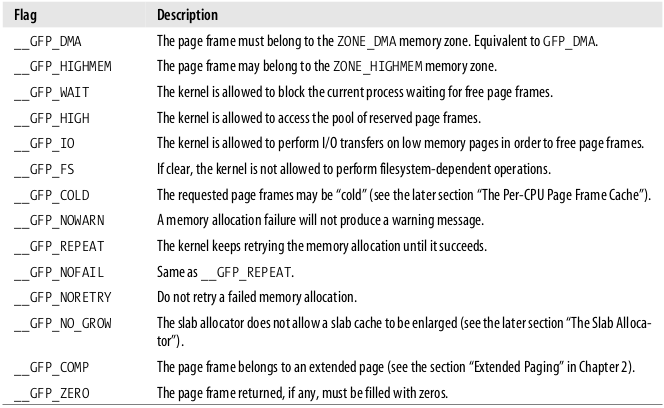 Flag Description
__GFP_DMA The page frame must belong to the ZONE_DMA memory zone. Equivalent to GFP_DMA.
__GFP_HIGHMEM The page frame may belong to the ZONE_HIGHMEM memory zone.
__GFP_WAIT The kernel is allowed to block the current process waiting for free page frames.
__GFP_HIGH The kernel is allowed to access the pool of reserved page frames.
__GFP_IO The kernel is allowed to perform I/O transfers on low memory pages in order to free page frames.
__GFP_FS If clear, the kernel is not allowed to perform filesystem-dependent operations.
__GFP_COLD The requested page frames may be “cold” (see the later section “The Per-CPU Page Frame Cache”).
__GFP_NOWARN A memory allocation failure will not produce a warning message.
__GFP_REPEAT The kernel keeps retrying the memory allocation until it succeeds.
__GFP_NOFAIL Same as __GFP_REPEAT.
__GFP_NORETRY Do not retry a failed memory allocation.
__GFP_NO_GROW The slab allocator does not allow a slab cache to be enlarged (see the later section “The Slab Alloca-
tor”).
__GFP_COMP The page frame belongs to an extended page (see the section “Extended Paging” in Chapter 2).
__GFP_ZERO The page frame returned, if any, must be filled with zeros.